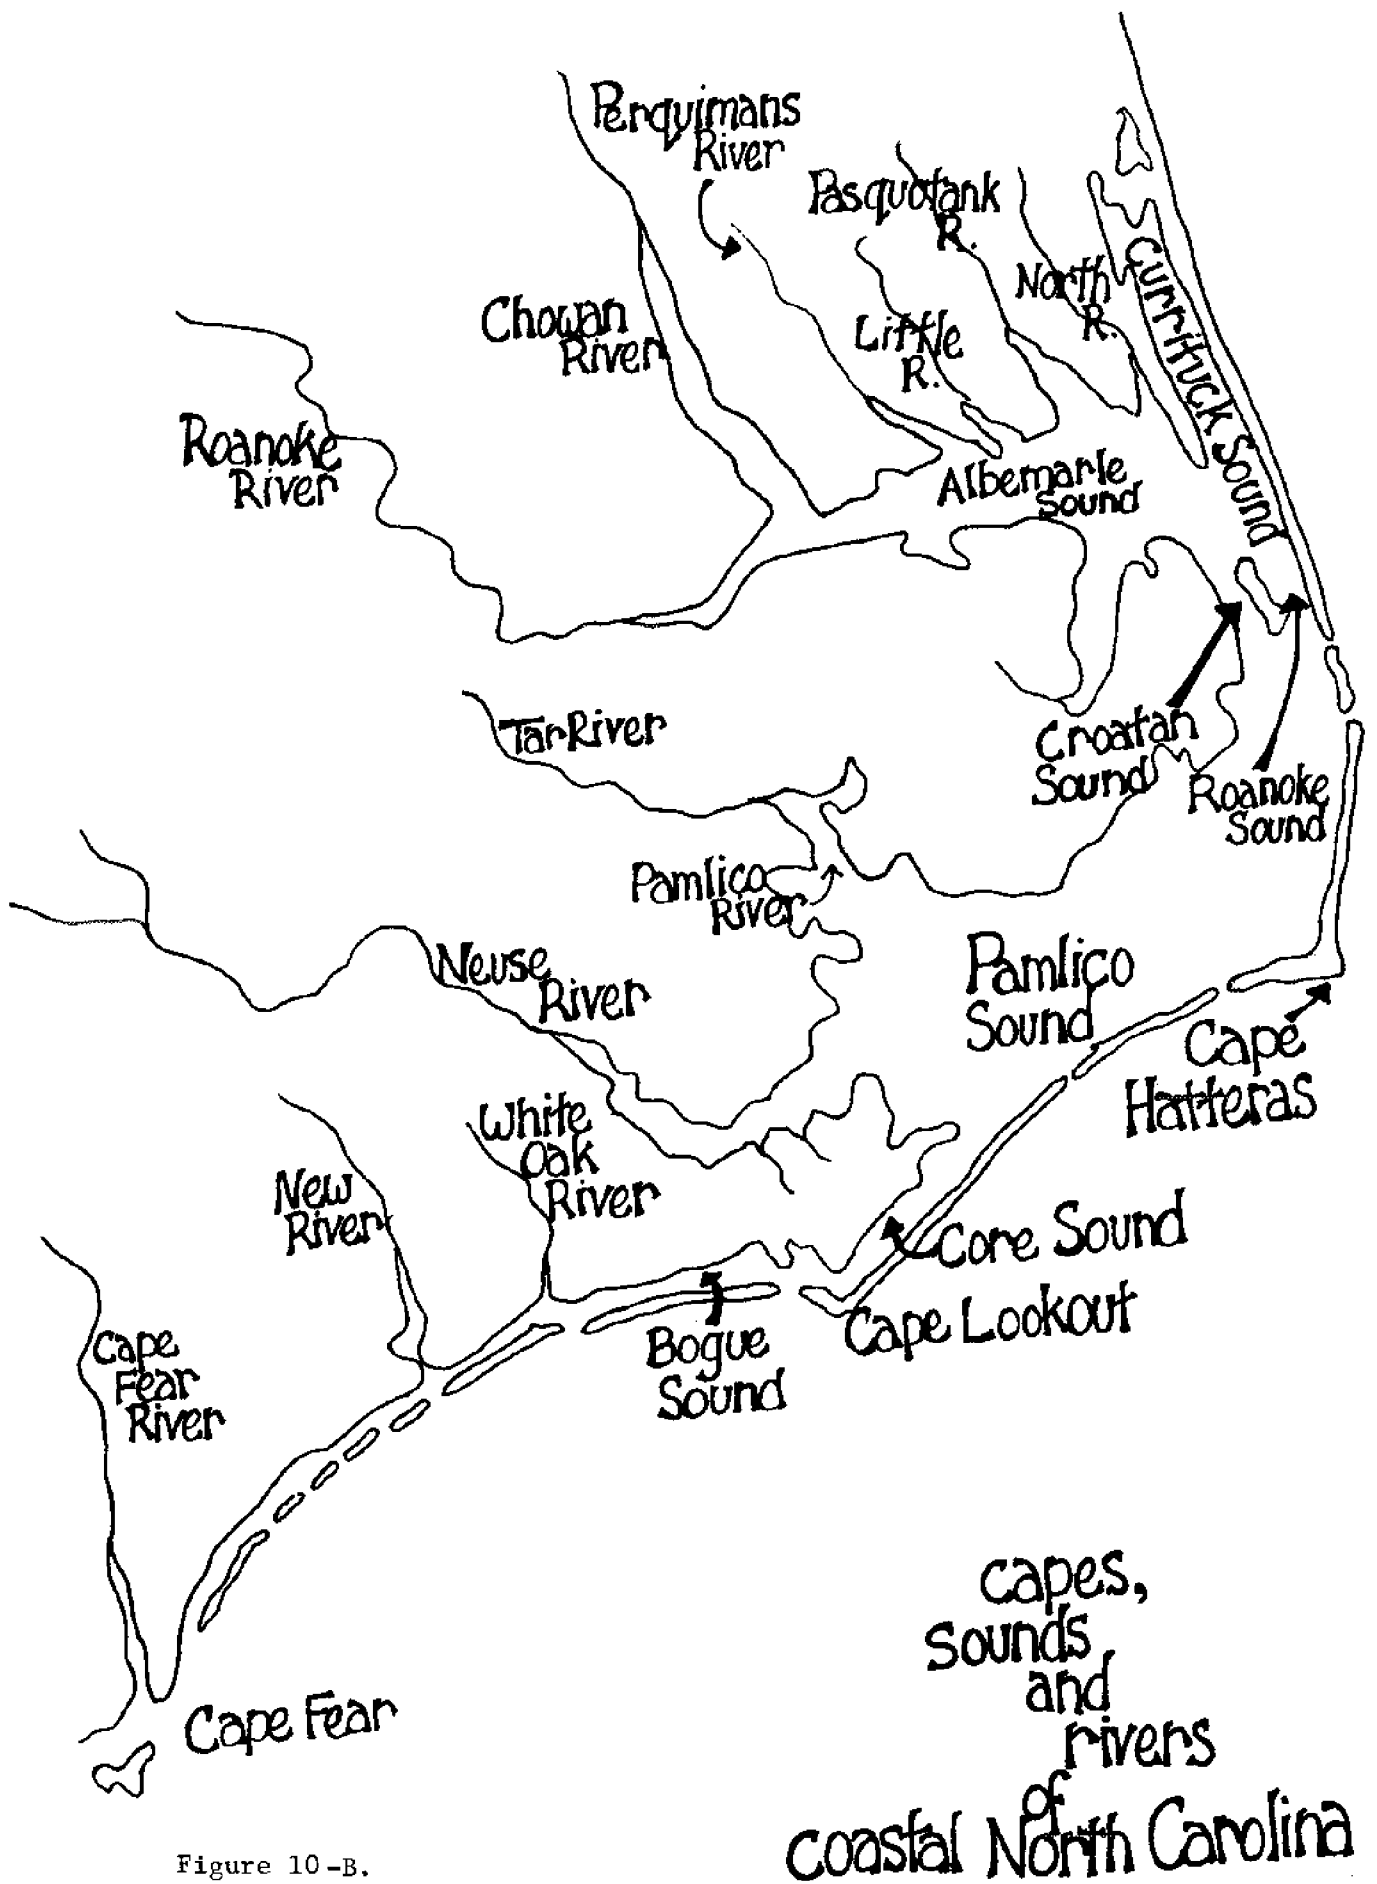 Perquimans
River
Pasquotank
R.
North
R.
Currituck Sound
Chowan
River
Little
R.
Roanoke
River
Albemarle
Sound
Tar River
Croatan
Sound
Roanoke
Sound
Pamlico
River
Neuse
River
Pamlico
Sound
Cape
Hatteras
White
Oak
River
New
River
Core Sound
Cape Lookout
Bogue
Sound
Cape
Fear
River
Cape Fear
Capes,
Sounds
and
rivers
of
Coastal North Carolina
Figure 10-B.